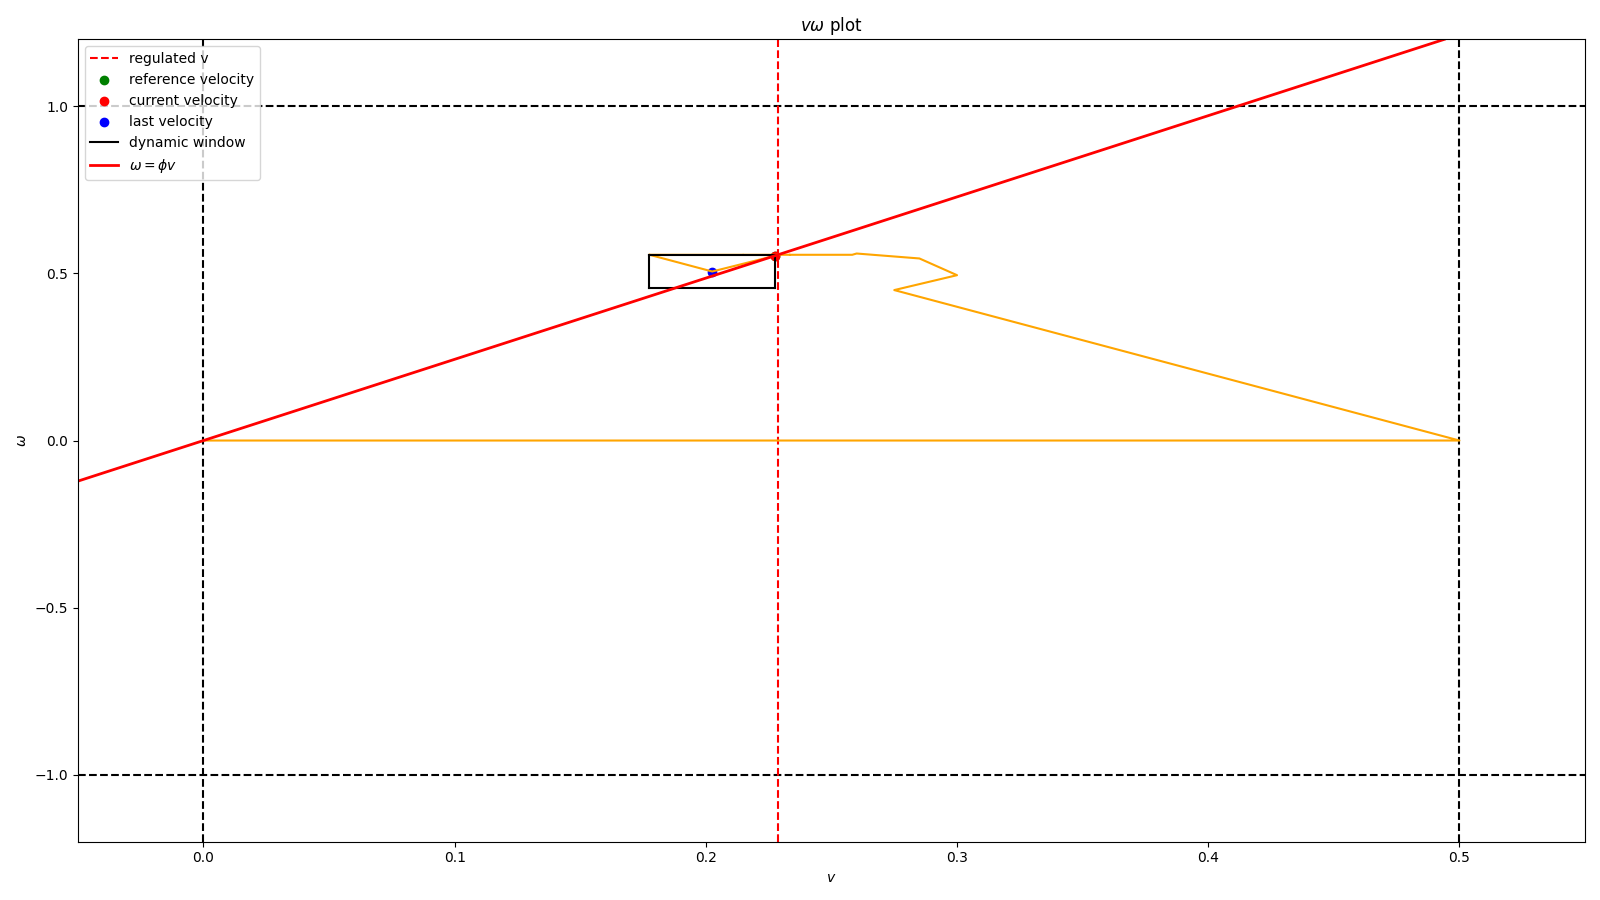 vω plot
regulated v
reference velocity
current velocity
last velocity
dynamic window
ω = ϕv
1.0
0.5
0.0
−0.5
−1.0
ω
0.0 0.1 0.2 0.3 0.4 0.5
v